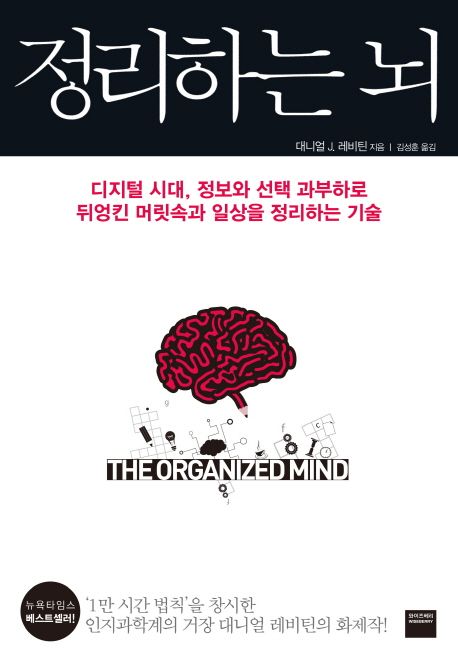 정리하는 뇌
대니얼 J. 레비틴 지음 | 김성훈 옮김
디지털 시대, 정보와 선택 과부하로
뒤엉킨 머릿속과 일상을 정리하는 기술
g
f
c
THE ORGANIZED MIND
j
뉴욕타임스
베스트셀러!
'1만 시간 법칙'을 창시한
인지과학계의 거장 대니얼 레비틴의 화제작!
와이즈베리
WISEBERRY